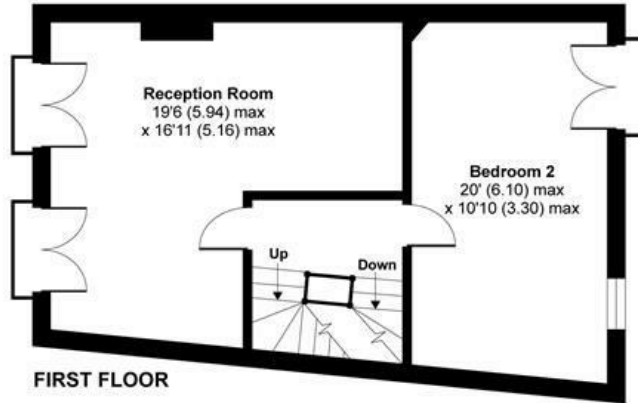 Reception Room
19'6 (5.94) max
x 16'11 (5.16) max
Bedroom 2
20' (6.10) max
x 10'10 (3.30) max
Up
Down
FIRST FLOOR